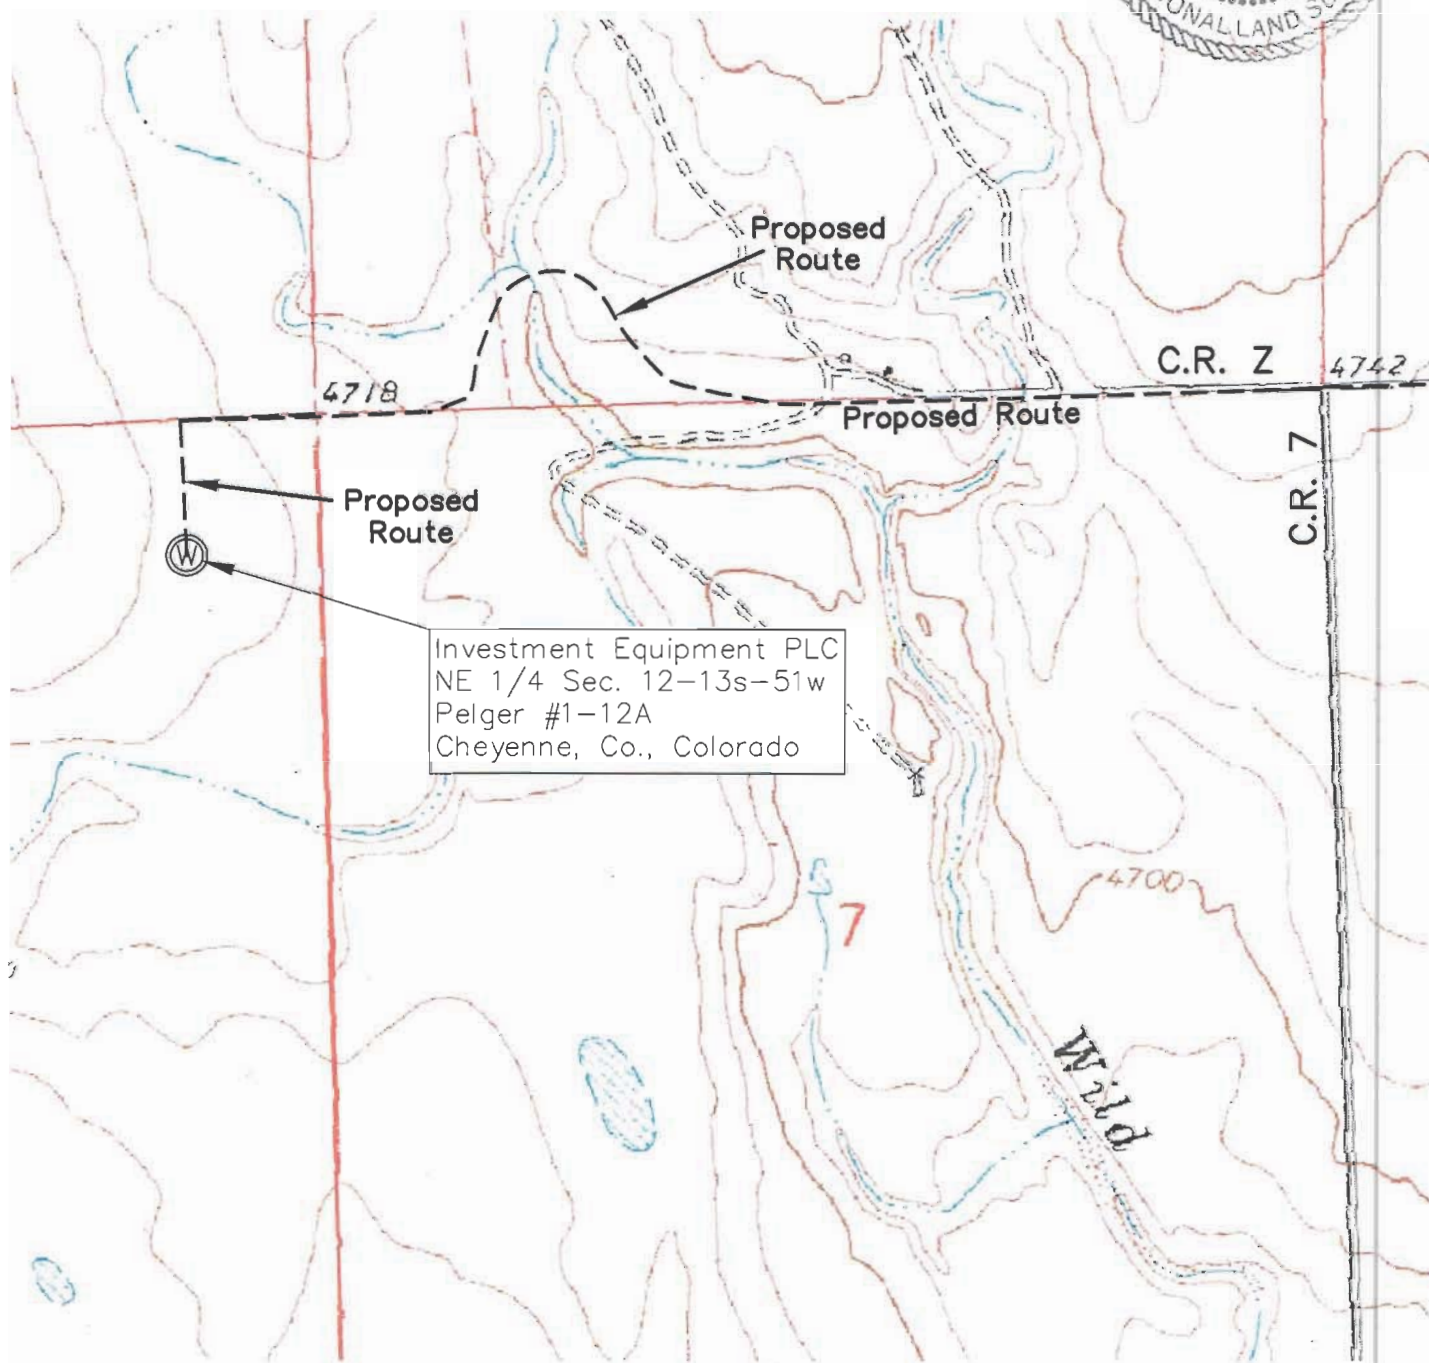 ONAL LAND SU
Proposed
Route
C.R. Z
4742
4718
Proposed Route
C.R. 7
Proposed
Route
W
Investment Equipment PLC
NE 1/4 Sec. 12-13s-51w
Pelger #1-12A
Cheyenne, Co., Colorado
4700
7
Wild